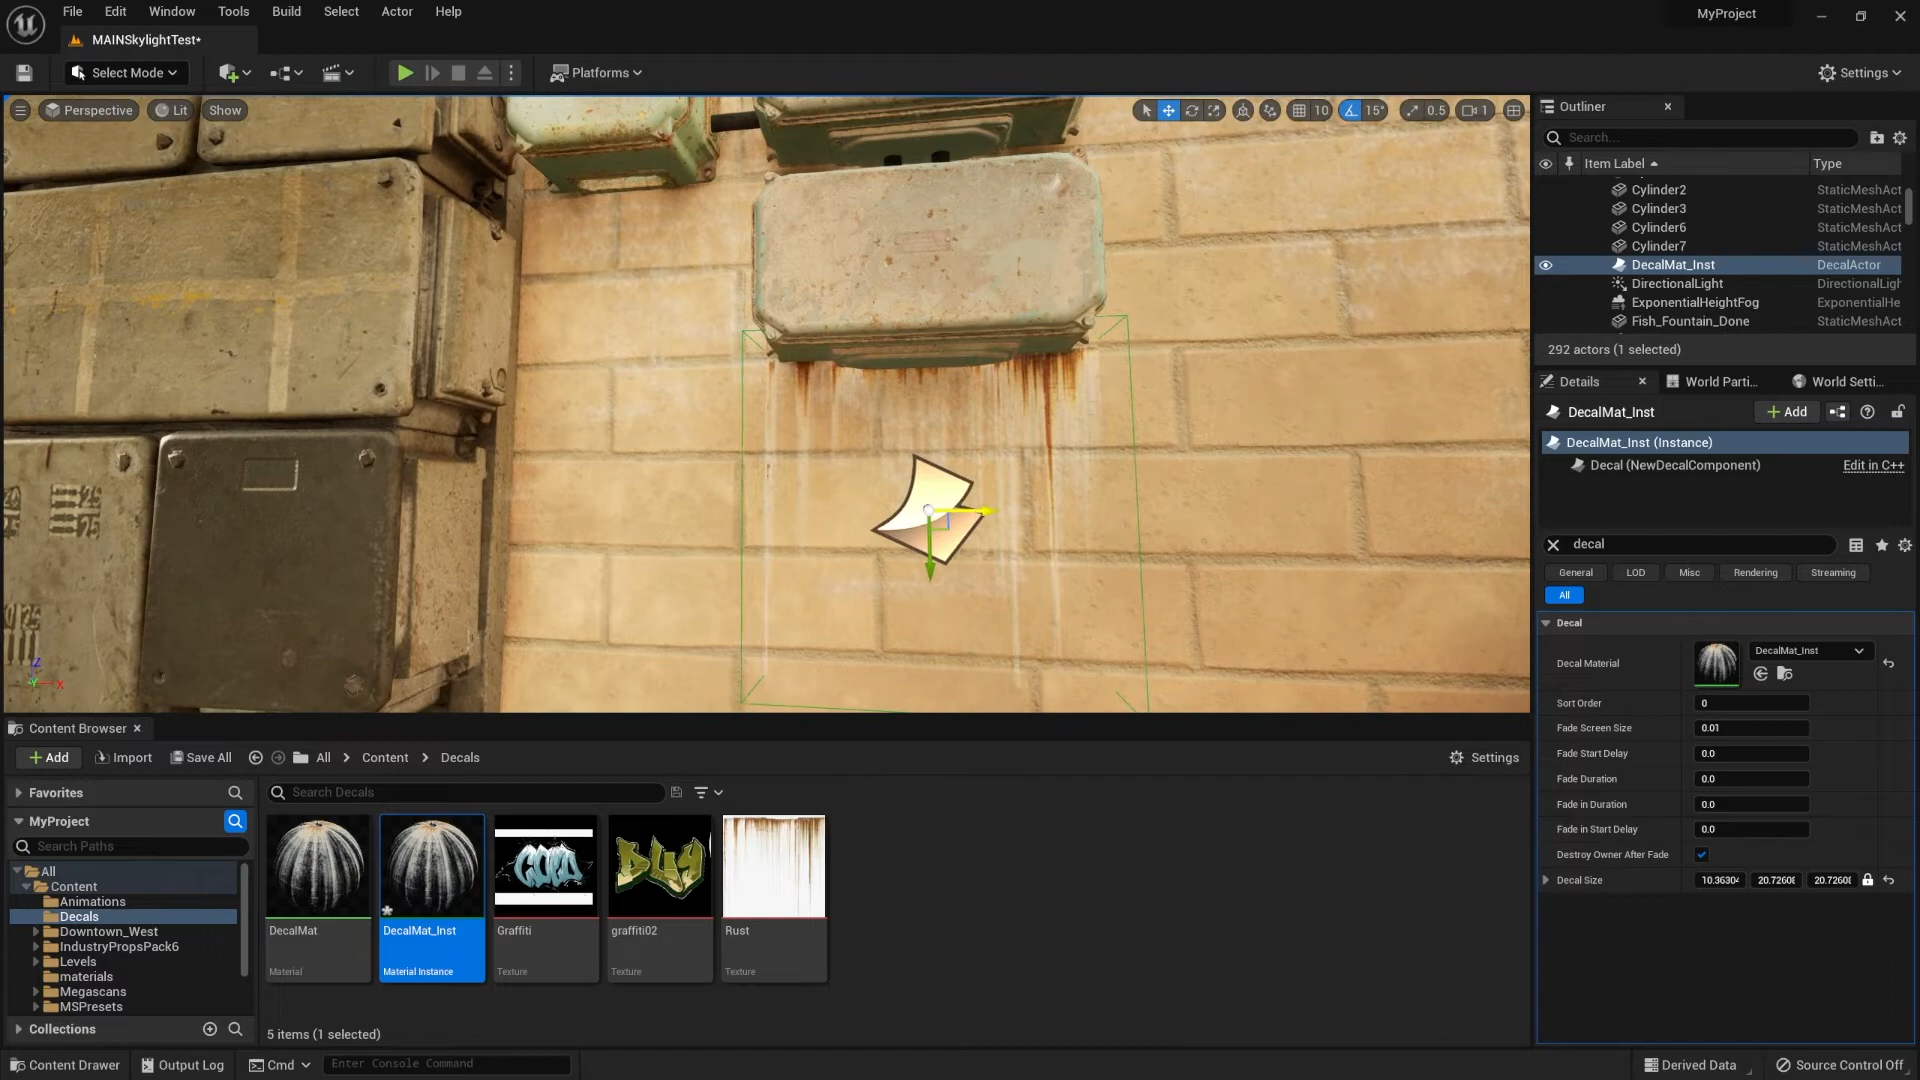 File Edit Window Tools Build Select Actor Help
MyProject
MAINSkylightTest*
Select Mode
Platforms
Settings
Perspective
Lit
Show
10
15°
0.5
1
Outliner
Search...
Item Label
Type
Cylinder2 StaticMeshAct
Cylinder3 StaticMeshAct
Cylinder6 StaticMeshAct
Cylinder7 StaticMeshAct
DecalMat_Inst DecalActor
DirectionalLight DirectionalLigh
ExponentialHeightFog ExponentialHe
Fish_Fountain_Done StaticMeshAct
292 actors (1 selected)
Details
World Parti...
World Setti...
DecalMat_Inst
Add
DecalMat_Inst (Instance)
Decal (NewDecalComponent)
Edit in C++
decal
General
LOD
Misc
Rendering
Streaming
All
Decal
Decal Material
DecalMat_Inst
Sort Order 0
Fade Screen Size 0.01
Fade Start Delay 0.0
Fade Duration 0.0
Fade in Duration 0.0
Fade in Start Delay 0.0
Destroy Owner After Fade
Decal Size 10.36304 20.72608 20.72608
Z
Y
X
25
Content Browser
Add
Import
Save All
All
Content
Decals
Settings
Favorites
MyProject
Search Paths
All
Content
Animations
Decals
Downtown_West
IndustryPropsPack6
Levels
materials
Megascans
MSPresets
Collections
Search Decals
COLD
DecalMat
Material
DecalMat_Inst
Material Instance
Graffiti
Texture
graffiti02
Texture
Rust
Texture
5 items (1 selected)
Content Drawer
Output Log
Cmd
Enter Console Command
Derived Data
Source Control Off